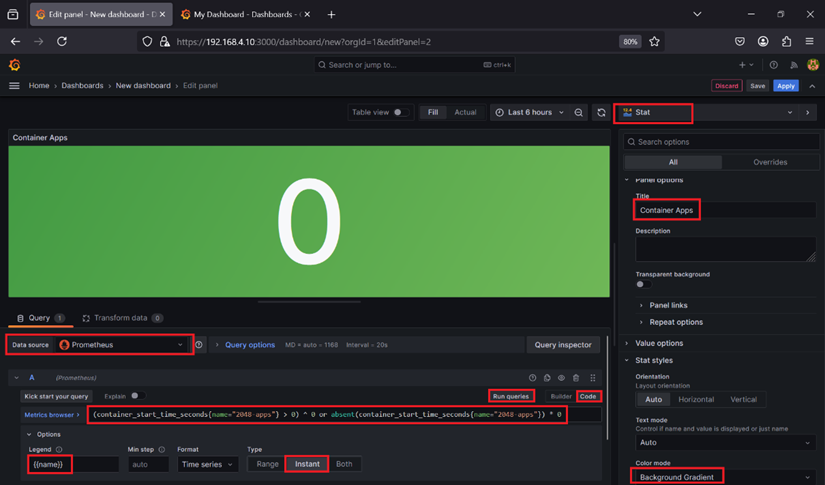 Edit panel - New dashboard - D
My Dashboard - Dashboards -
https://192.168.4.10:3000/dashboard/new?orgId=1&editPanel=2
80%
Search or jump to...
ctrl+k
Home › Dashboards › New dashboard › Edit panel
Discard
Save
Apply
Table view
Fill
Actual
Last 6 hours
Stat
Container Apps
0
Search options
All
Overrides
Panel options
Title
Container Apps
Description
Transparent background
Panel links
Repeat options
Value options
Stat styles
Orientation
Layout orientation
Auto
Horizontal
Vertical
Text mode
Control if name and value is displayed or just name
Auto
Color mode
Background Gradient
Query 1
Transform data 0
Data source
Prometheus
Query options
MD = auto = 1168
Interval = 20s
Query inspector
A
(Prometheus)
Kick start your query
Explain
Run queries
Builder
Code
Metrics browser >
(container_start_time_seconds{name="2048-apps"} > 0) ^ 0 or absent(container_start_time_seconds{name="2048-apps"}) * 0
Options
Legend
Min step
Format
Type
{{name}}
auto
Time series
Range
Instant
Both